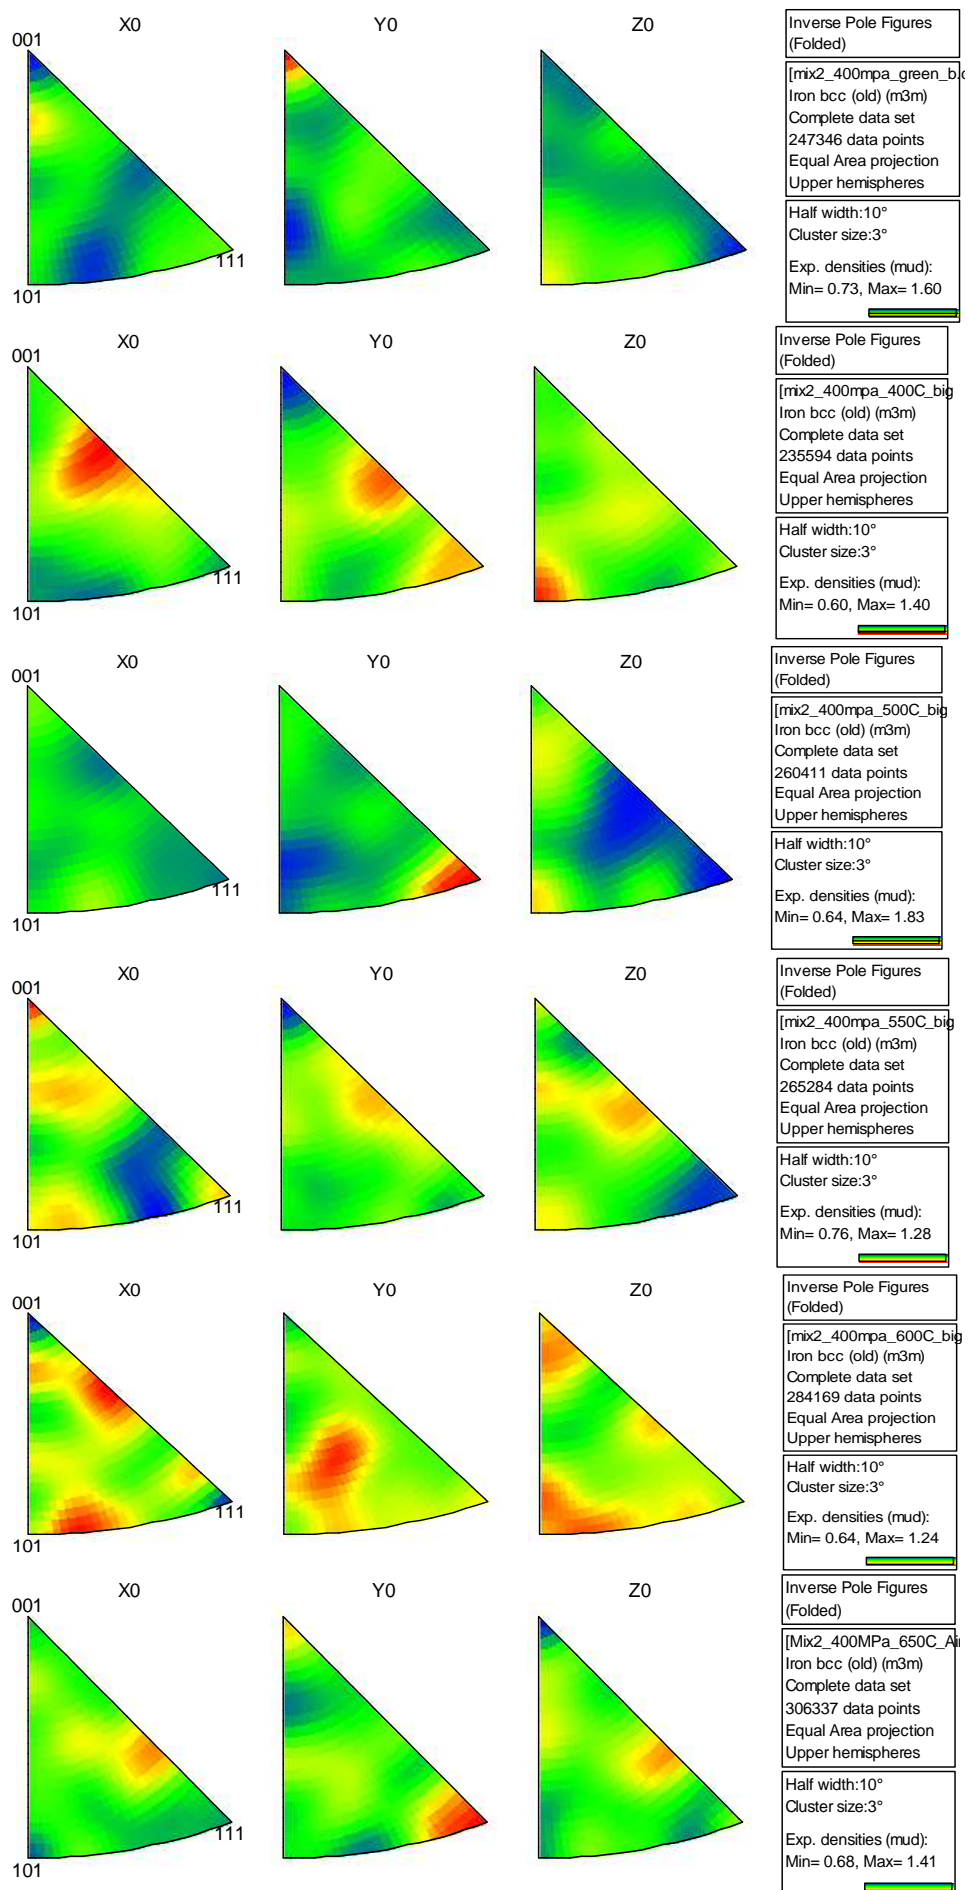 X0
Y0
Z0
001
111
101
Inverse Pole Figures
(Folded)
[mix2_400mpa_green_b.c
Iron bcc (old) (m3m)
Complete data set
247346 data points
Equal Area projection
Upper hemispheres
Half width:10°
Cluster size:3°
Exp. densities (mud):
Min= 0.73, Max= 1.60
X0
Y0
Z0
001
111
101
Inverse Pole Figures
(Folded)
[mix2_400mpa_400C_big
Iron bcc (old) (m3m)
Complete data set
235594 data points
Equal Area projection
Upper hemispheres
Half width:10°
Cluster size:3°
Exp. densities (mud):
Min= 0.60, Max= 1.40
X0
Y0
Z0
001
111
101
Inverse Pole Figures
(Folded)
[mix2_400mpa_500C_big
Iron bcc (old) (m3m)
Complete data set
260411 data points
Equal Area projection
Upper hemispheres
Half width:10°
Cluster size:3°
Exp. densities (mud):
Min= 0.64, Max= 1.83
X0
Y0
Z0
001
111
101
Inverse Pole Figures
(Folded)
[mix2_400mpa_550C_big
Iron bcc (old) (m3m)
Complete data set
265284 data points
Equal Area projection
Upper hemispheres
Half width:10°
Cluster size:3°
Exp. densities (mud):
Min= 0.76, Max= 1.28
X0
Y0
Z0
001
111
101
Inverse Pole Figures
(Folded)
[mix2_400mpa_600C_big
Iron bcc (old) (m3m)
Complete data set
284169 data points
Equal Area projection
Upper hemispheres
Half width:10°
Cluster size:3°
Exp. densities (mud):
Min= 0.64, Max= 1.24
X0
Y0
Z0
001
111
101
Inverse Pole Figures
(Folded)
[Mix2_400MPa_650C_Air
Iron bcc (old) (m3m)
Complete data set
306337 data points
Equal Area projection
Upper hemispheres
Half width:10°
Cluster size:3°
Exp. densities (mud):
Min= 0.68, Max= 1.41